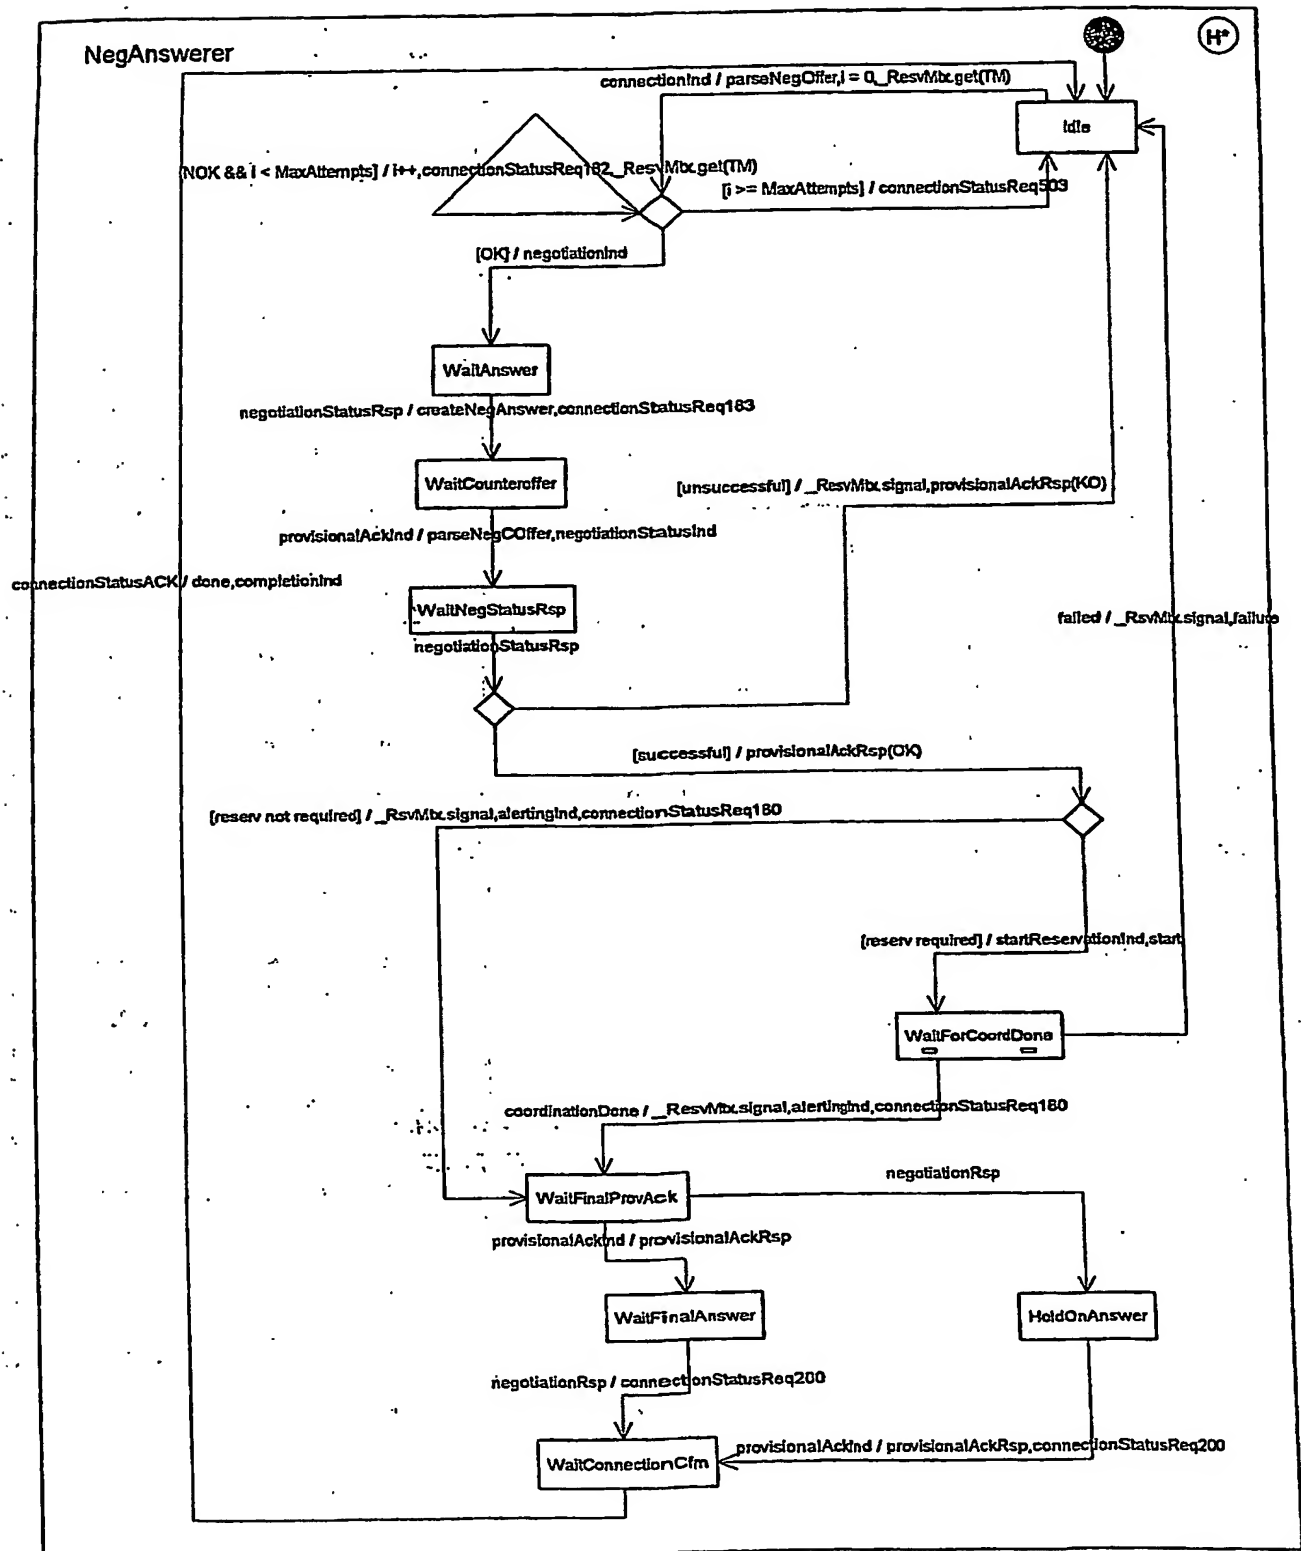 NegAnswerer
H*
connectionInd / parseNegOffer,i = 0,_ResvMtx.get(TM)
Idle
NOK && i < MaxAttempts] / i++,connectionStatusReq182,_ResvMtx.get(TM)
[i >= MaxAttempts] / connectionStatusReq503
[OK] / negotiationInd
WaitAnswer
negotiationStatusRsp / createNegAnswer,connectionStatusReq183
WaitCounteroffer
[unsuccessful] / _ResvMtx.signal,provisionalAckRsp(KO)
provisionalAckInd / parseNegCOffer,negotiationStatusInd
connectionStatusACK / done,completionInd
WaitNegStatusRsp
failed / _RsvMtx.signal,failure
negotiationStatusRsp
[successful] / provisionalAckRsp(OK)
[reserv not required] / _RsvMtx.signal,alertingInd,connectionStatusReq180
[reserv required] / startReservationInd,start
WaitForCoordDone
coordinationDone / _ResvMtx.signal,alertingInd,connectionStatusReq180
negotiationRsp
WaitFinalProvAck
provisionalAckInd / provisionalAckRsp
WaitFinalAnswer
HoldOnAnswer
negotiationRsp / connectionStatusReq200
provisionalAckInd / provisionalAckRsp,connectionStatusReq200
WaitConnectionCfm